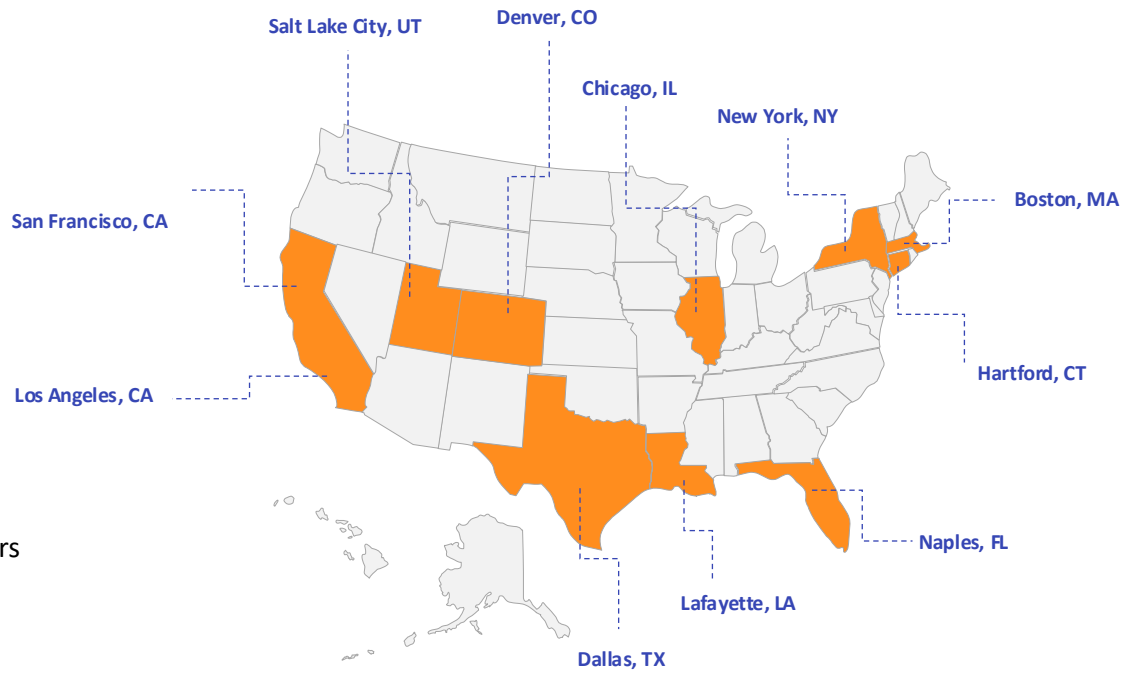 Denver, CO
Salt Lake City, UT
Chicago, IL
New York, NY
Boston, MA
San Francisco, CA
Hartford, CT
Los Angeles, CA
Naples, FL
rs
Lafayette, LA
Dallas, TX